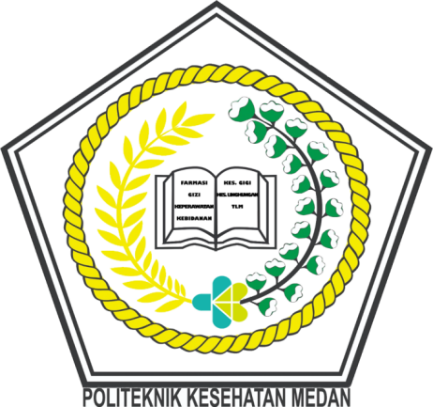 FARMASI
GIZI
KEPERAWATAN
KEBIDANAN
KES. GIGI
KES. LINGKUNGAN
TLM
POLITEKNIK KESEHATAN MEDAN